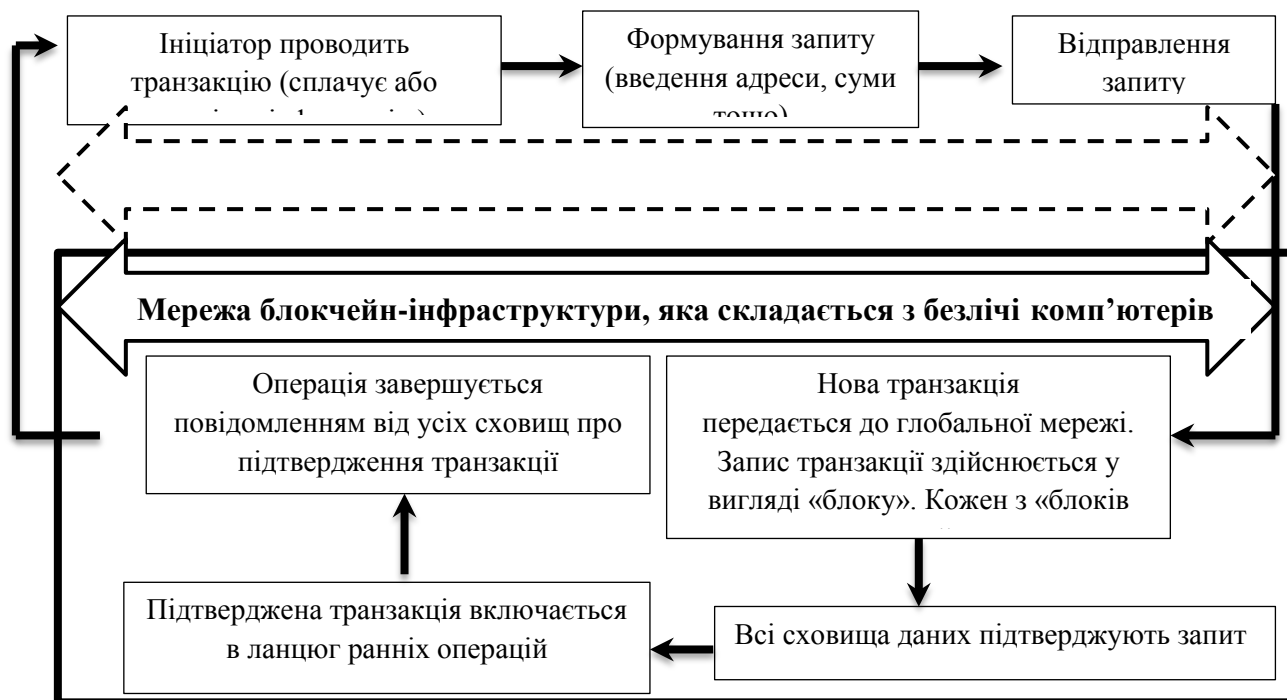 Ініціатор проводить
транзакцію (сплачує або
Формування запиту
(введення адреси, суми
тощо)
Відправлення
запиту
Мережа блокчейн-інфраструктури, яка складається з безлічі комп’ютерів
Операція завершується
повідомленням від усіх сховищ про
підтвердження транзакції
Нова транзакція
передається до глобальної мережі.
Запис транзакції здійснюється у
вигляді «блоку». Кожен з «блоків
Підтверджена транзакція включається
в ланцюг ранніх операцій
Всі сховища даних підтверджують запит